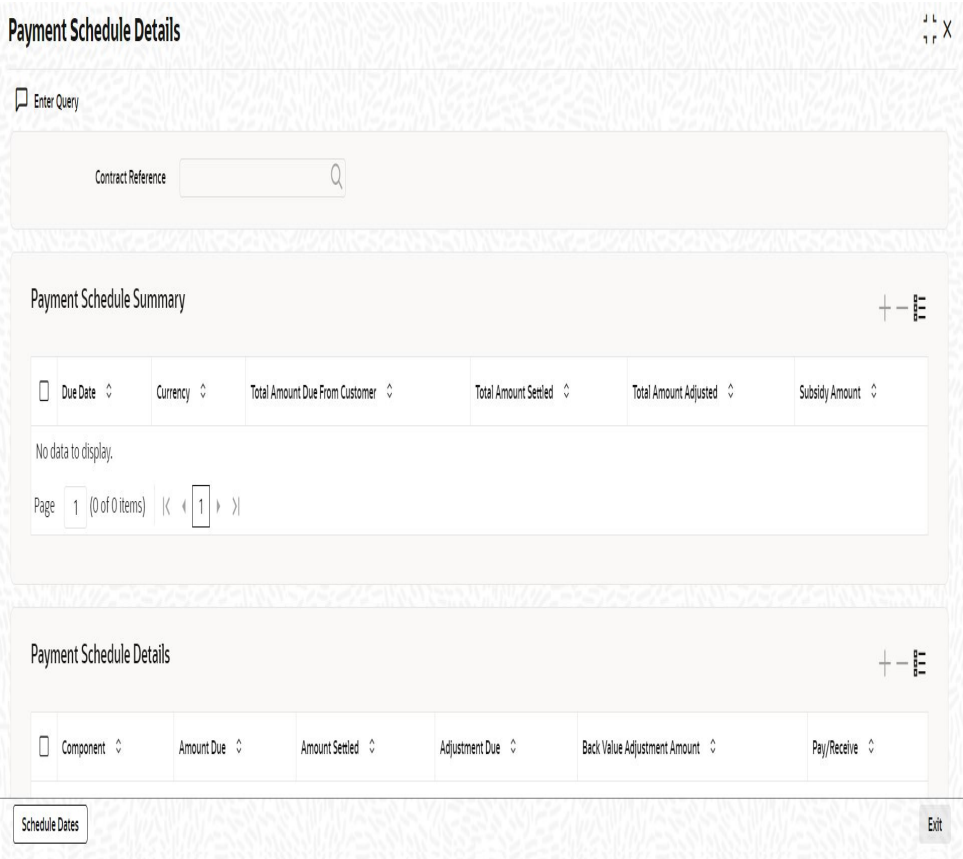 Payment Schedule Details
Enter Query
Contract Reference
Payment Schedule Summary
Due Date Currency Total Amount Due From Customer Total Amount Settled Total Amount Adjusted Subsidy Amount
No data to display.
Page 1 (0 of 0 items) 1
Payment Schedule Details
Component Amount Due Amount Settled Adjustment Due Back Value Adjustment Amount Pay/Receive
Schedule Dates Exit